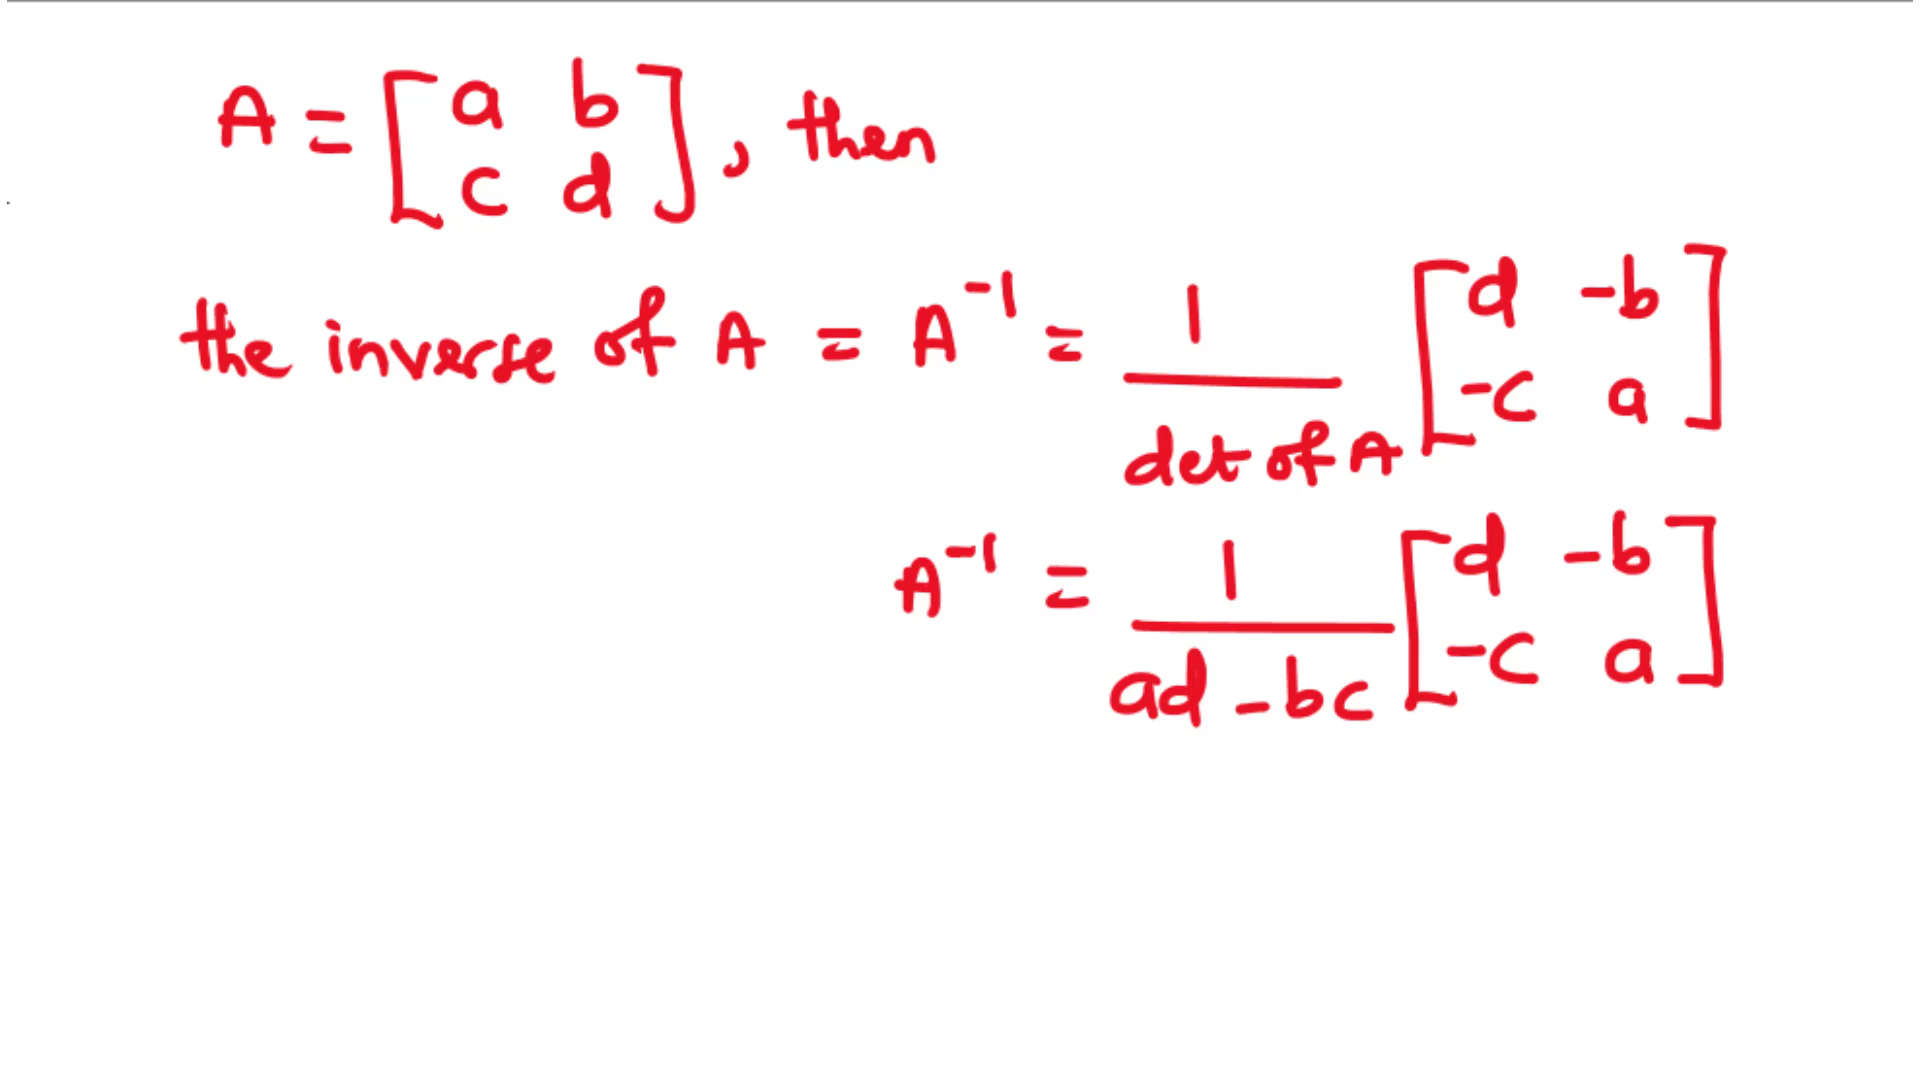 A = [a b
c d], then
the inverse of A = A⁻¹ = 1/det of A [d -b
-c a]
A⁻¹ = 1/ad - bc [d -b
-c a]